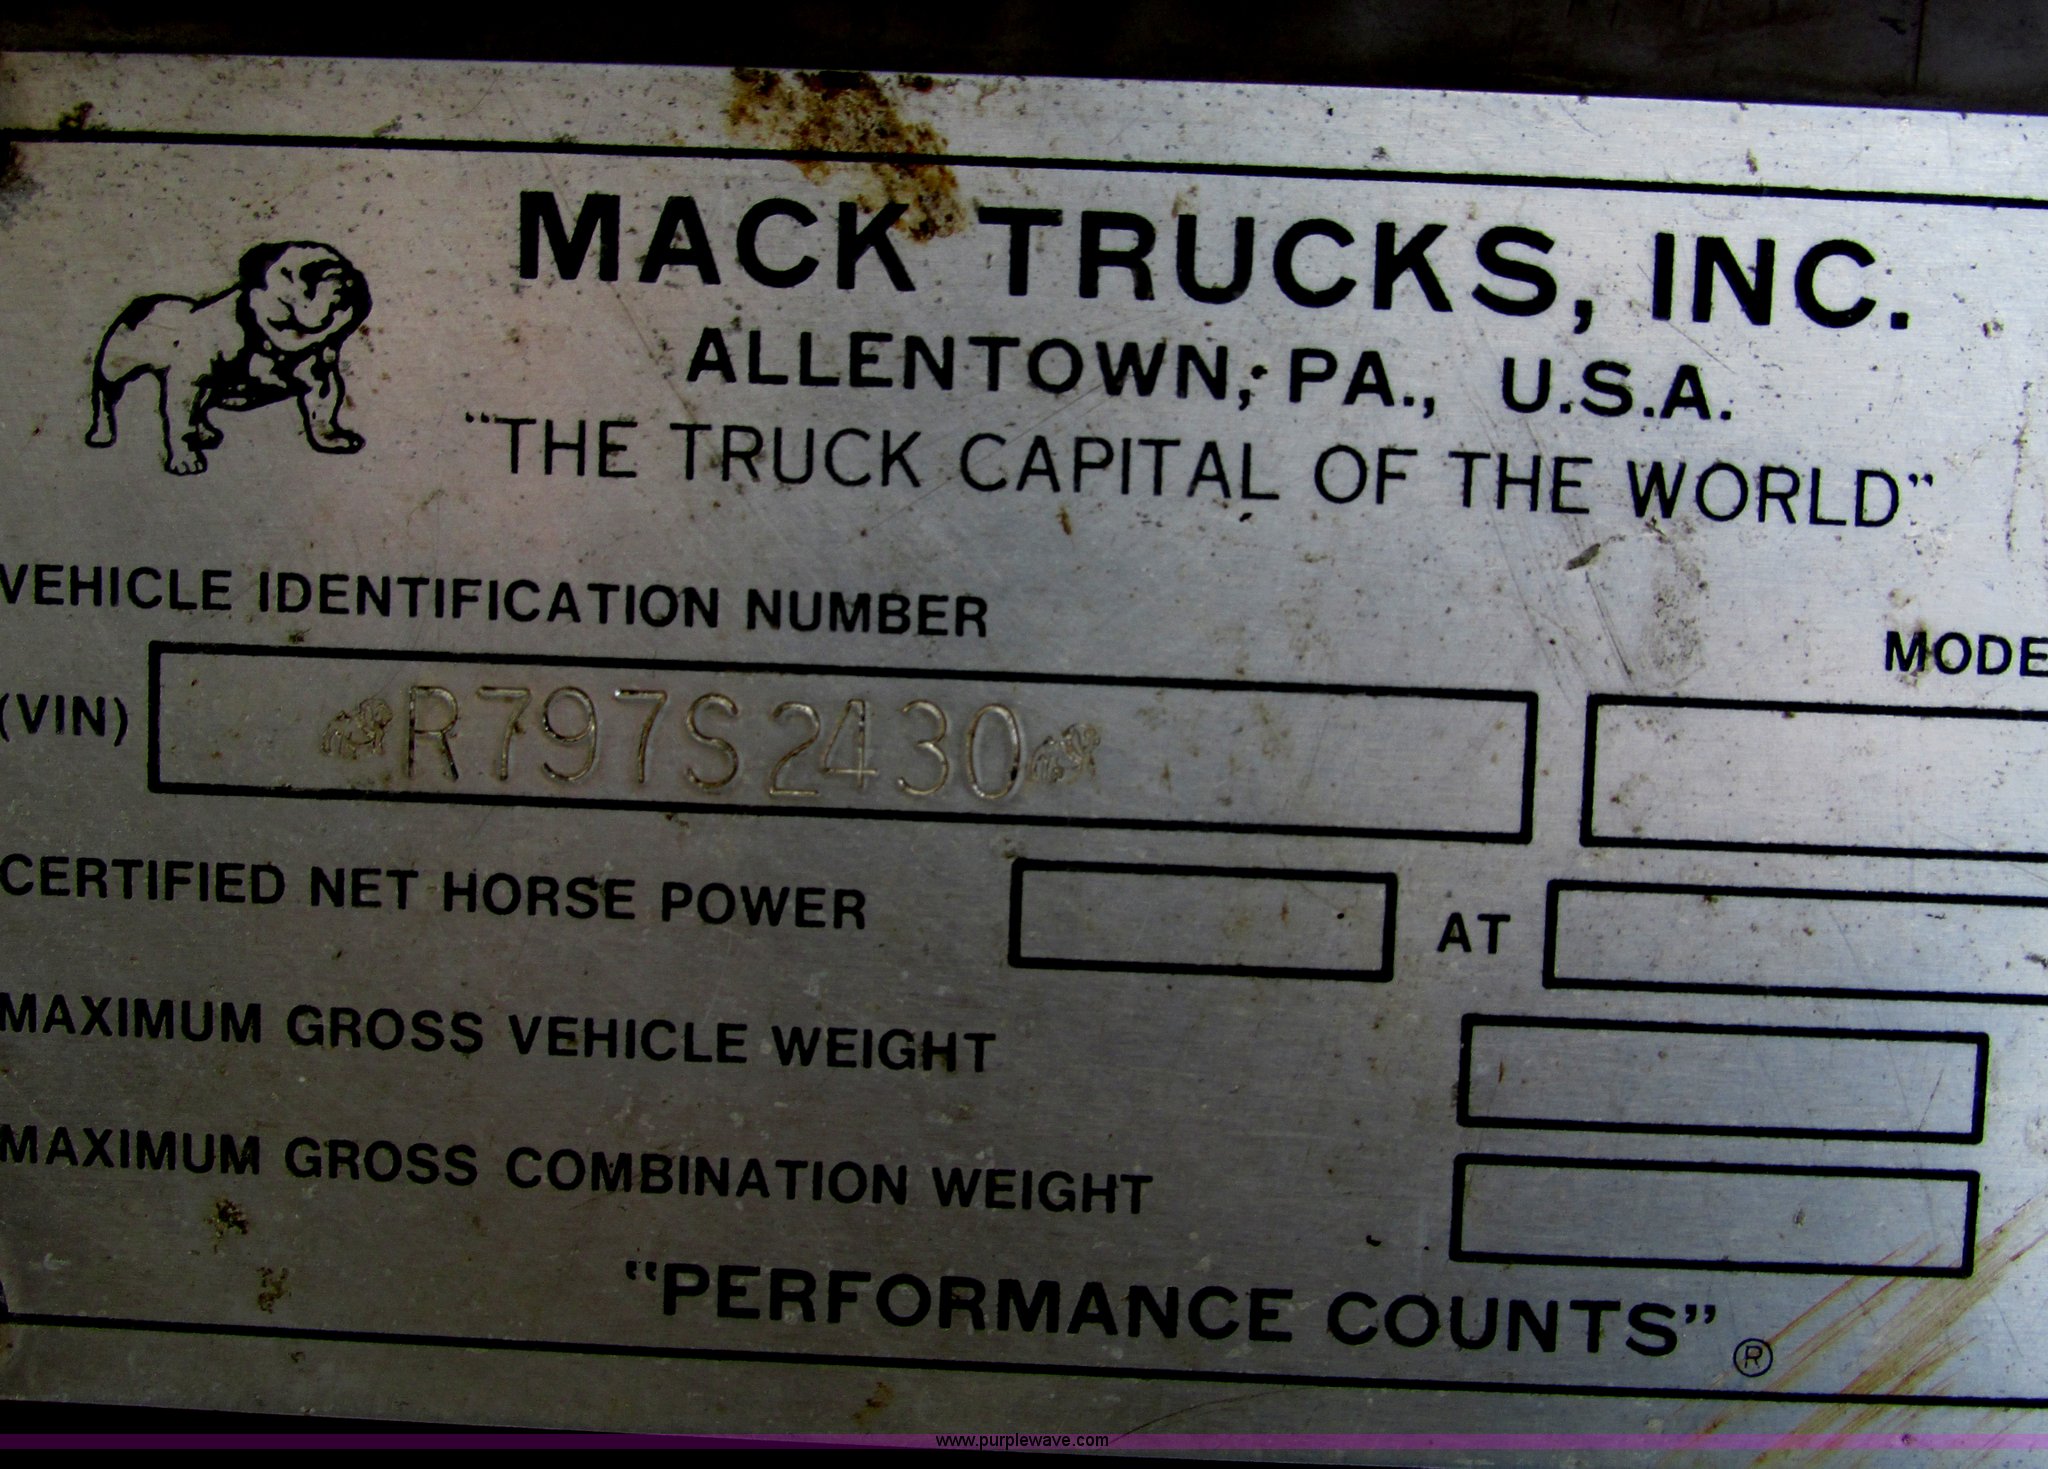 MACK TRUCKS, INC.
ALLENTOWN, PA., U.S.A.
"THE TRUCK CAPITAL OF THE WORLD"
VEHICLE IDENTIFICATION NUMBER
MODE
(VIN) R797S2430
CERTIFIED NET HORSE POWER AT
MAXIMUM GROSS VEHICLE WEIGHT
MAXIMUM GROSS COMBINATION WEIGHT
"PERFORMANCE COUNTS" ®
www.purplewave.com